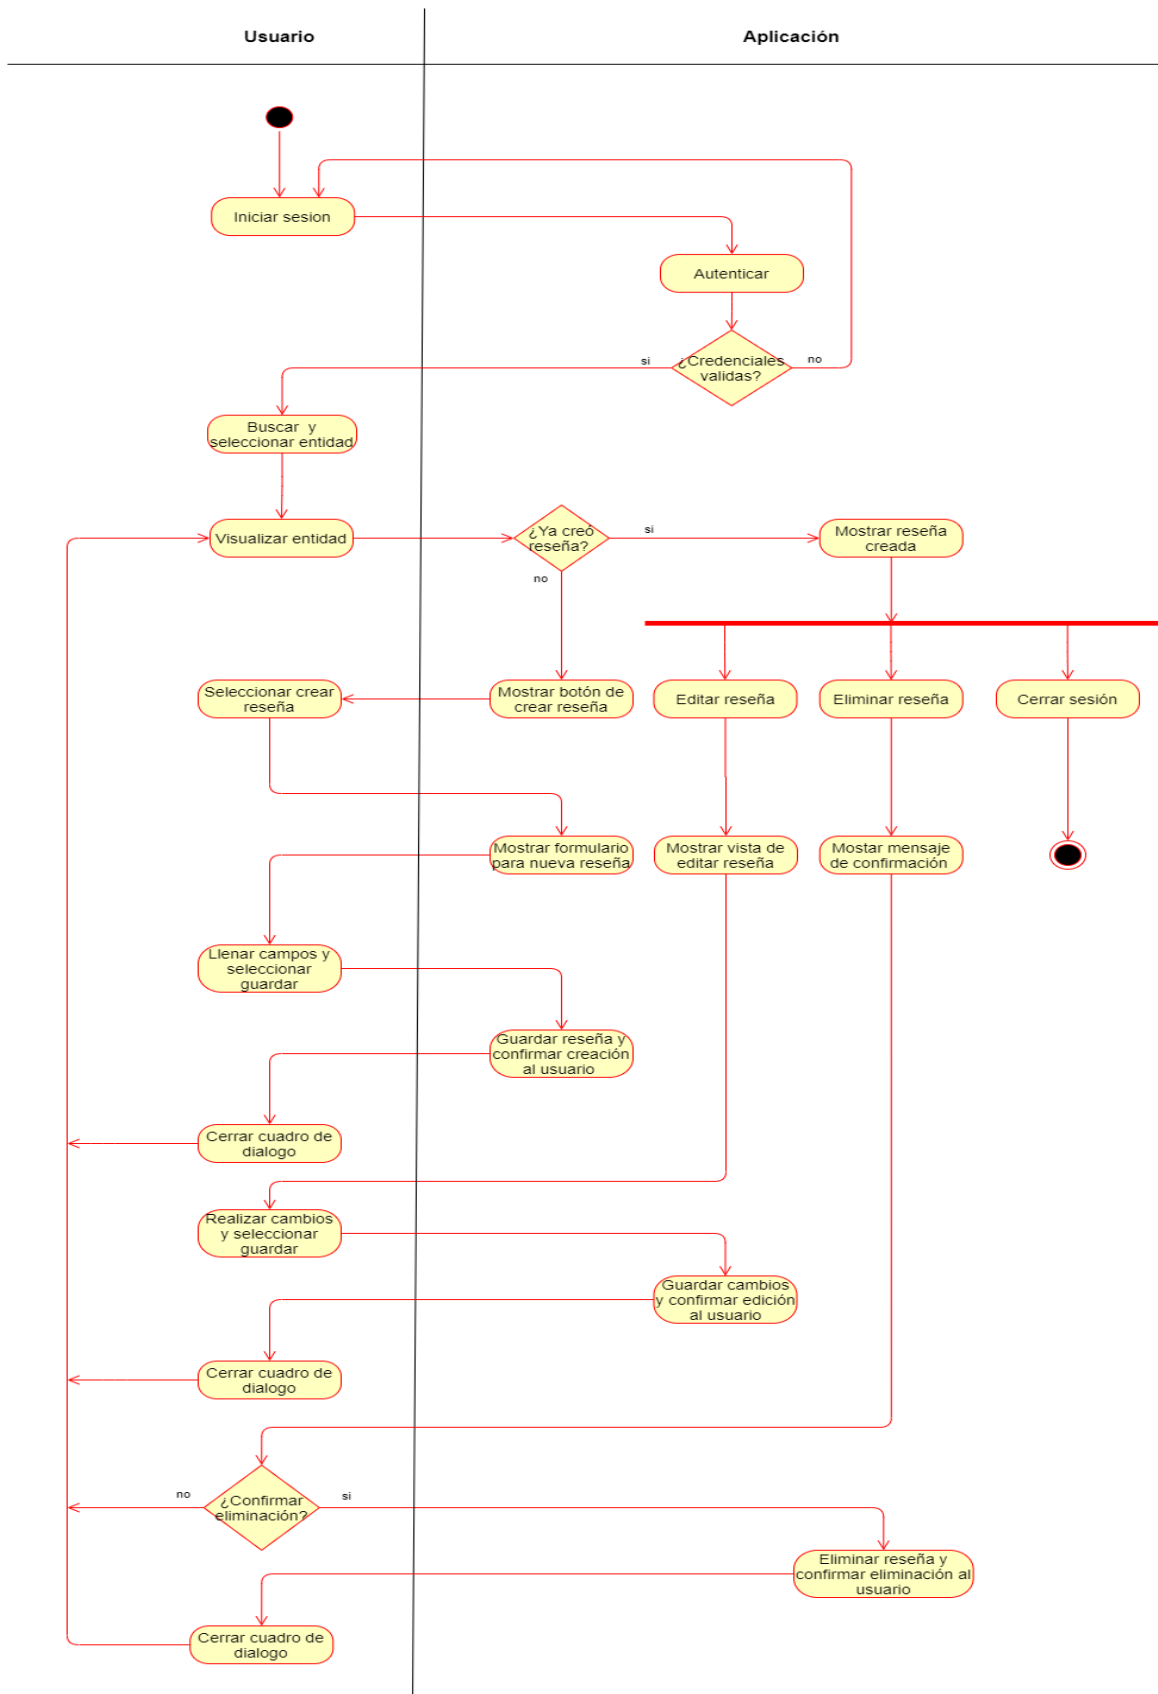 Usuario
Aplicación
Iniciar sesion
Autenticar
¿Credenciales
validas?
si
no
Buscar y
seleccionar entidad
Visualizar entidad
¿Ya creó
reseña?
si
no
Mostrar reseña
creada
Seleccionar crear
reseña
Mostrar botón de
crear reseña
Editar reseña
Eliminar reseña
Cerrar sesión
Mostrar formulario
para nueva reseña
Mostrar vista de
editar reseña
Mostar mensaje
de confirmación
Llenar campos y
seleccionar
guardar
Guardar reseña y
confirmar creación
al usuario
Cerrar cuadro de
dialogo
Realizar cambios
y seleccionar
guardar
Guardar cambios
y confirmar edición
al usuario
Cerrar cuadro de
dialogo
no
¿Confirmar
eliminación?
si
Eliminar reseña y
confirmar eliminación al
usuario
Cerrar cuadro de
dialogo